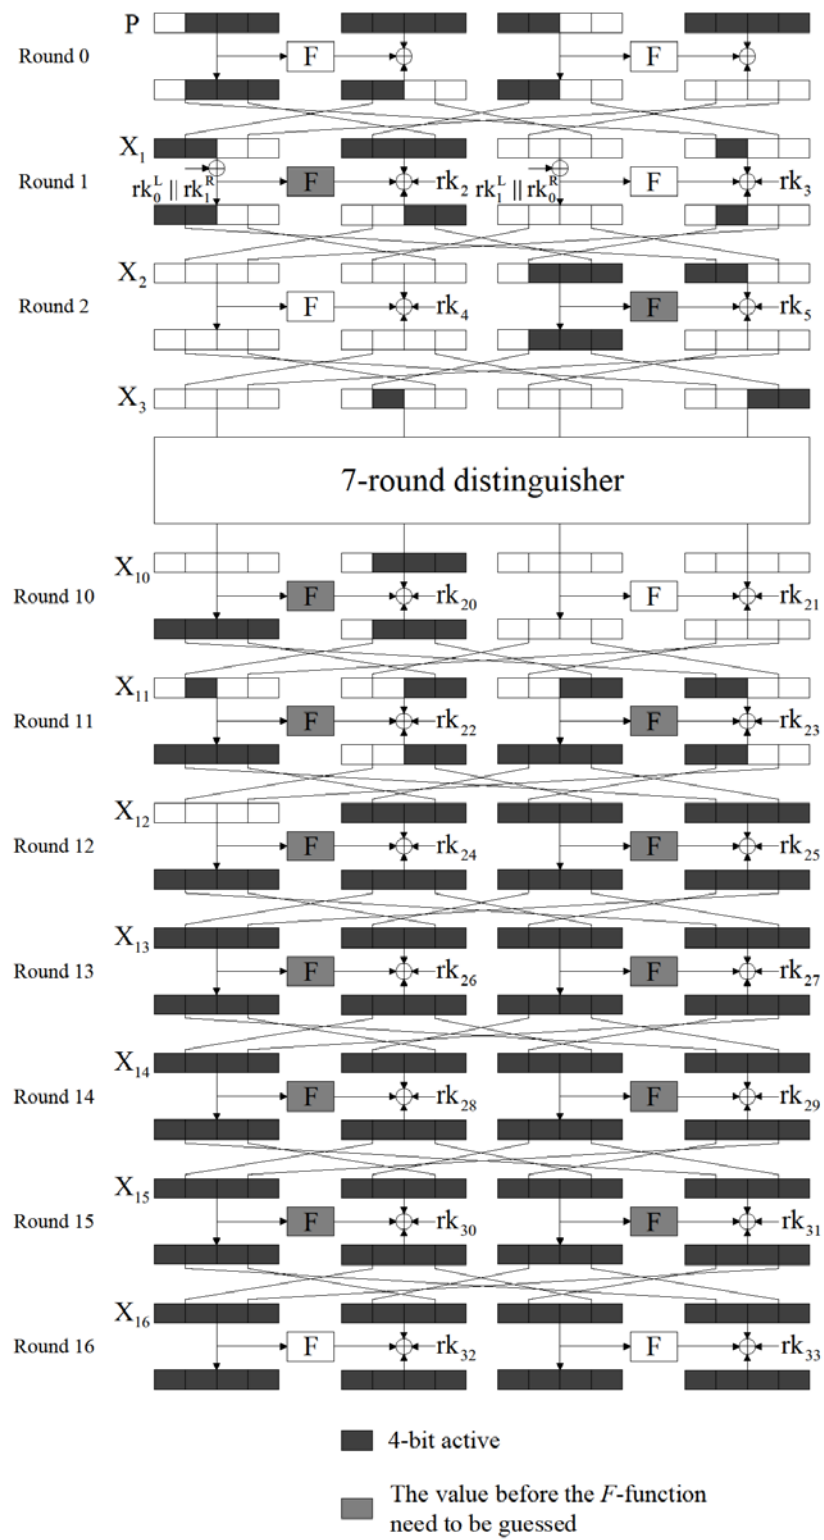 P
Round 0 F F
X₁
Round 1 rk₀ᴸ || rk₁ᴿ F rk₂ rk₁ᴸ || rk₀ᴿ F rk₃
X₂
Round 2 F rk₄ F rk₅
X₃
7-round distinguisher
X₁₀
Round 10 F rk₂₀ F rk₂₁
X₁₁
Round 11 F rk₂₂ F rk₂₃
X₁₂
Round 12 F rk₂₄ F rk₂₅
X₁₃
Round 13 F rk₂₆ F rk₂₇
X₁₄
Round 14 F rk₂₈ F rk₂₉
X₁₅
Round 15 F rk₃₀ F rk₃₁
X₁₆
Round 16 F rk₃₂ F rk₃₃
4-bit active
The value before the F-function
need to be guessed